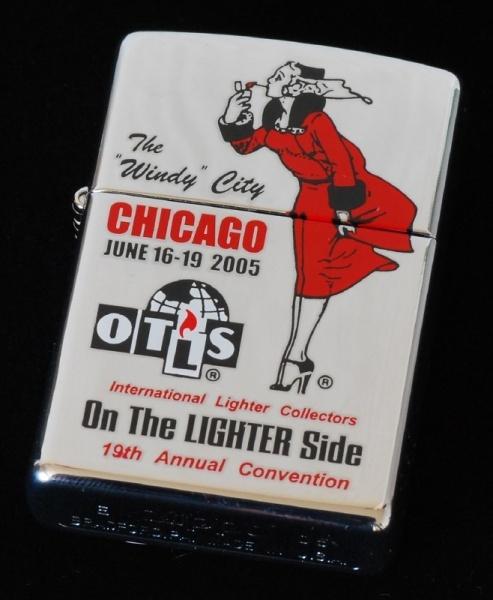 The
"Windy" City
CHICAGO
JUNE 16-19 2005
OTLS ®
®
International Lighter Collectors
On The LIGHTER Side
19th Annual Convention